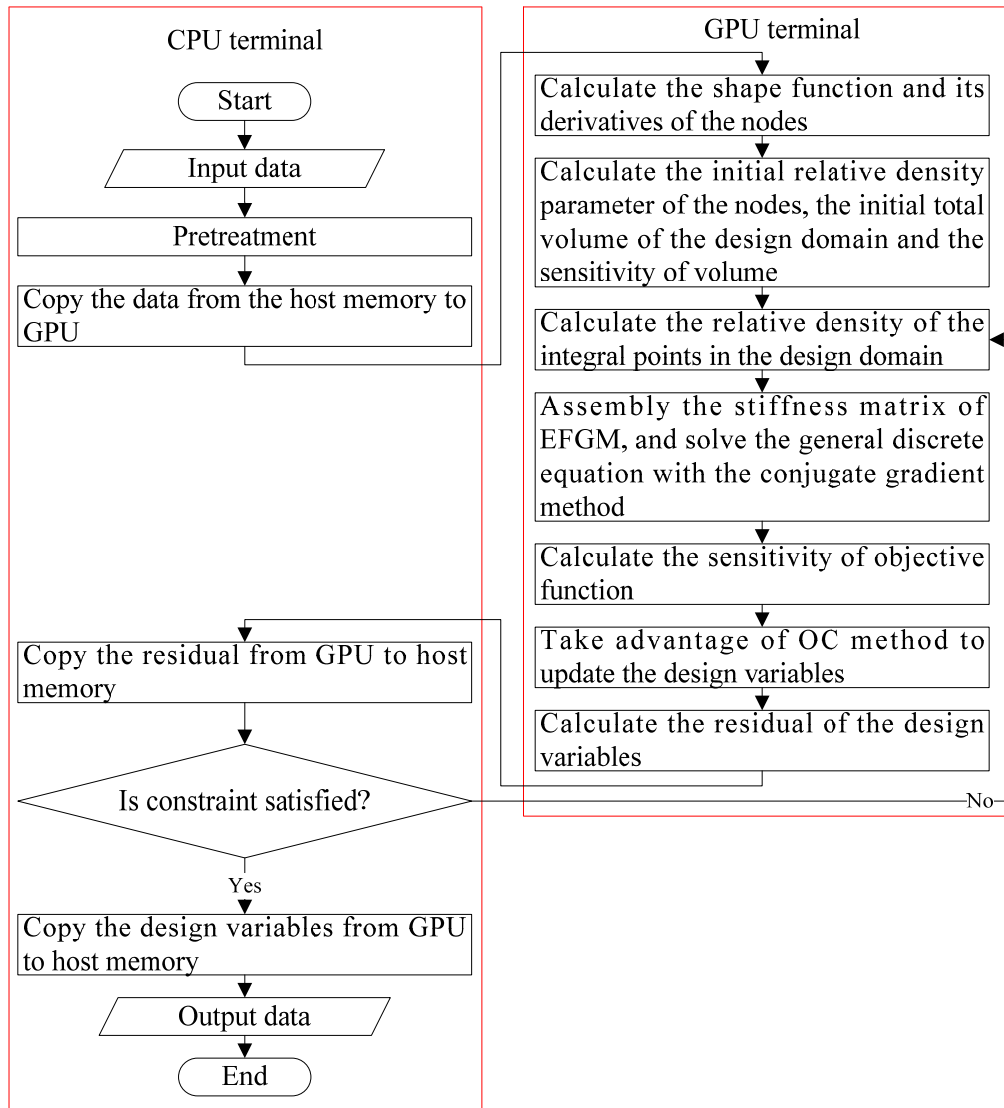 CPU terminal
Start
Input data
Pretreatment
Copy the data from the host memory to
GPU
Copy the residual from GPU to host
memory
Is constraint satisfied?
Yes
Copy the design variables from GPU
to host memory
Output data
End
GPU terminal
Calculate the shape function and its
derivatives of the nodes
Calculate the initial relative density
parameter of the nodes, the initial total
volume of the design domain and the
sensitivity of volume
Calculate the relative density of the
integral points in the design domain
Assembly the stiffness matrix of
EFGM, and solve the general discrete
equation with the conjugate gradient
method
Calculate the sensitivity of objective
function
Take advantage of OC method to
update the design variables
Calculate the residual of the design
variables
No